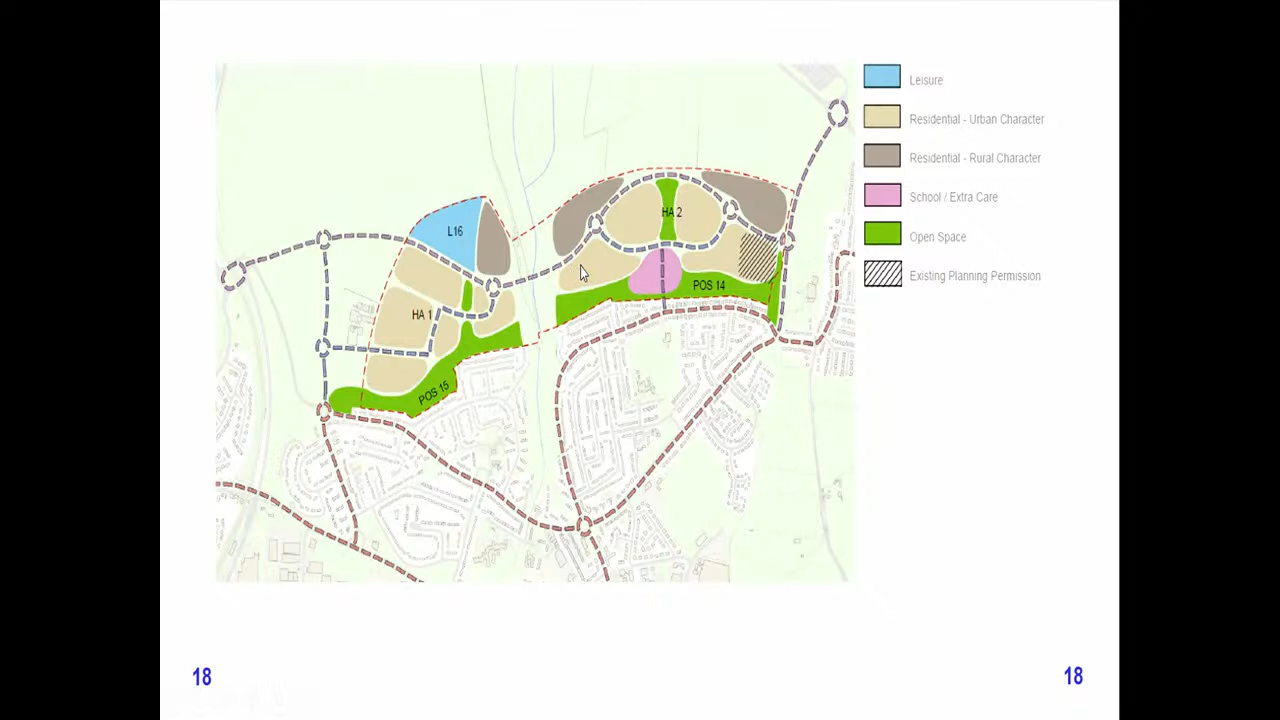 Leisure
Residential - Urban Character
Residential - Rural Character
School / Extra Care
Open Space
Existing Planning Permission
L16
HA 2
POS 14
HA 1
POS 15
18
18